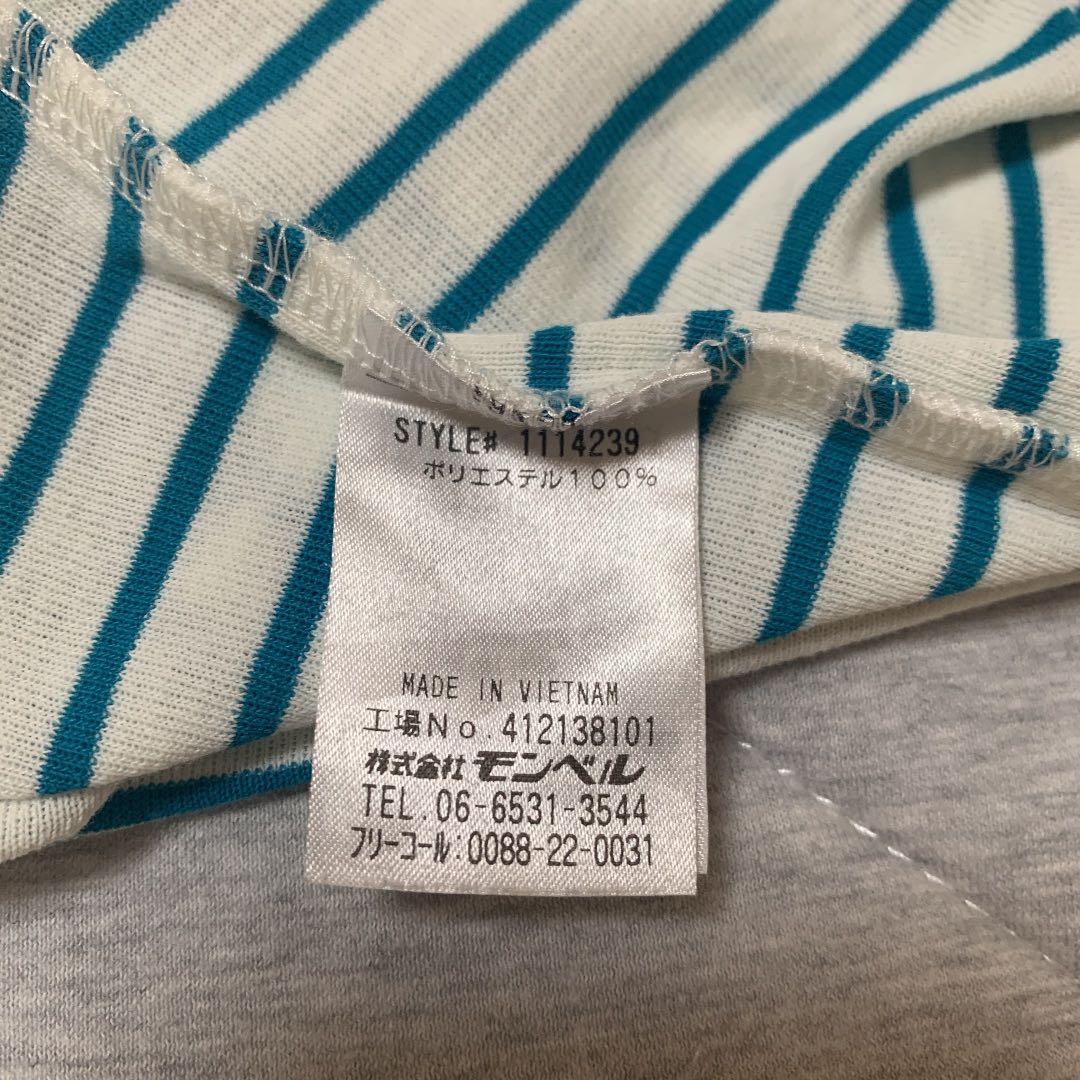 STYLE# 1114239
ポリエステル100%
MADE IN VIETNAM
工場No.412138101
株式会社 モンベル
TEL.06-6531-3544
フリーコール:0088-22-0031